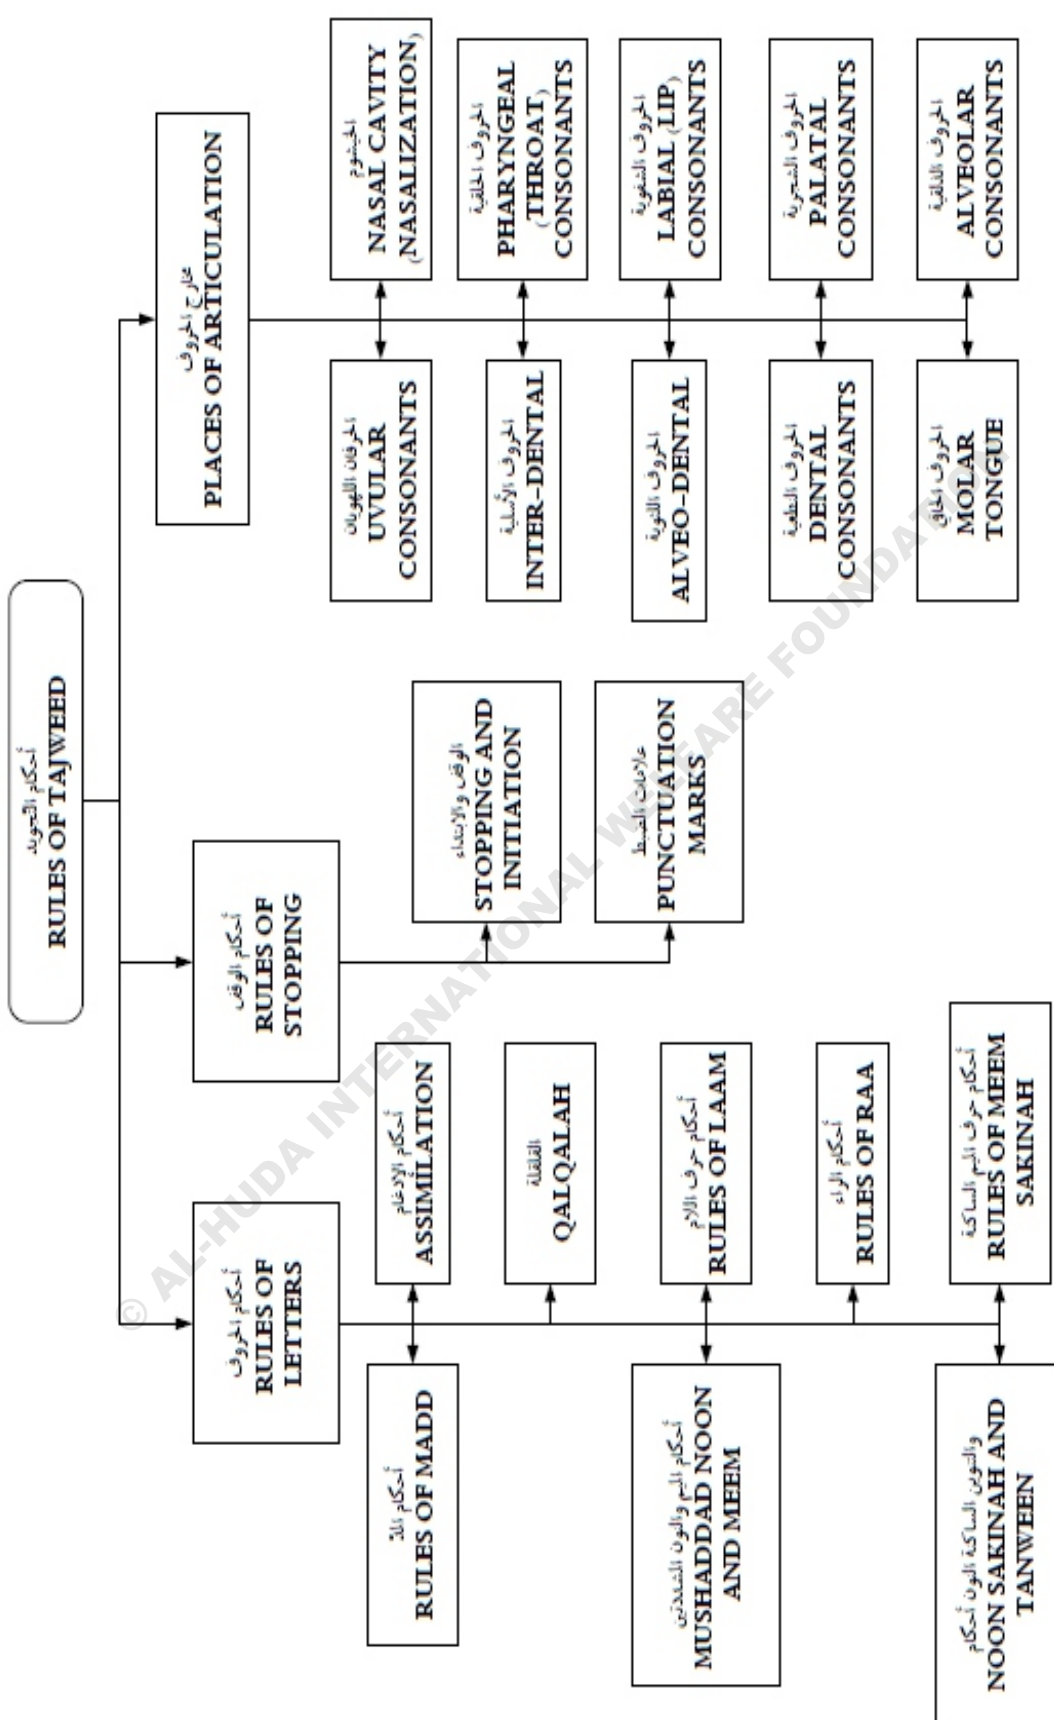 أحكام التجويد
RULES OF TAJWEED
أحكام الحروف
RULES OF
LETTERS
أحكام الوقف
RULES OF
STOPPING
مخارج الحروف
PLACES OF ARTICULATION
أحكام المدّ
RULES OF MADD
أحكام الإدغام
ASSIMILATION
القلقلة
QALQALAH
أحكام الميم والنون المشددتين
MUSHADDAD NOON
AND MEEM
أحكام حرف اللام
RULES OF LAAM
أحكام الراء
RULES OF RAA
والتنوين الساكنة النون أحكام
NOON SAKINAH AND
TANWEEN
أحكام حرف الميم الساكنة
RULES OF MEEM
SAKINAH
الوقف والابتداء
STOPPING AND
INITIATION
علامات الضبط
PUNCTUATION
MARKS
الحرفان اللهويان
UVULAR
CONSONANTS
الخيشوم
NASAL CAVITY
(NASALIZATION)
الحروف الأسلية
INTER-DENTAL
الحروف الحلقية
PHARYNGEAL
(THROAT)
CONSONANTS
الحروف اللثوية
ALVEO-DENTAL
الحروف الشفوية
LABIAL (LIP)
CONSONANTS
الحروف النطعية
DENTAL
CONSONANTS
الحروف الشجرية
PALATAL
CONSONANTS
الحروف
MOLAR
TONGUE
الحروف الذلقية
ALVEOLAR
CONSONANTS
© AL-HUDA INTERNATIONAL WELFARE FOUNDATION